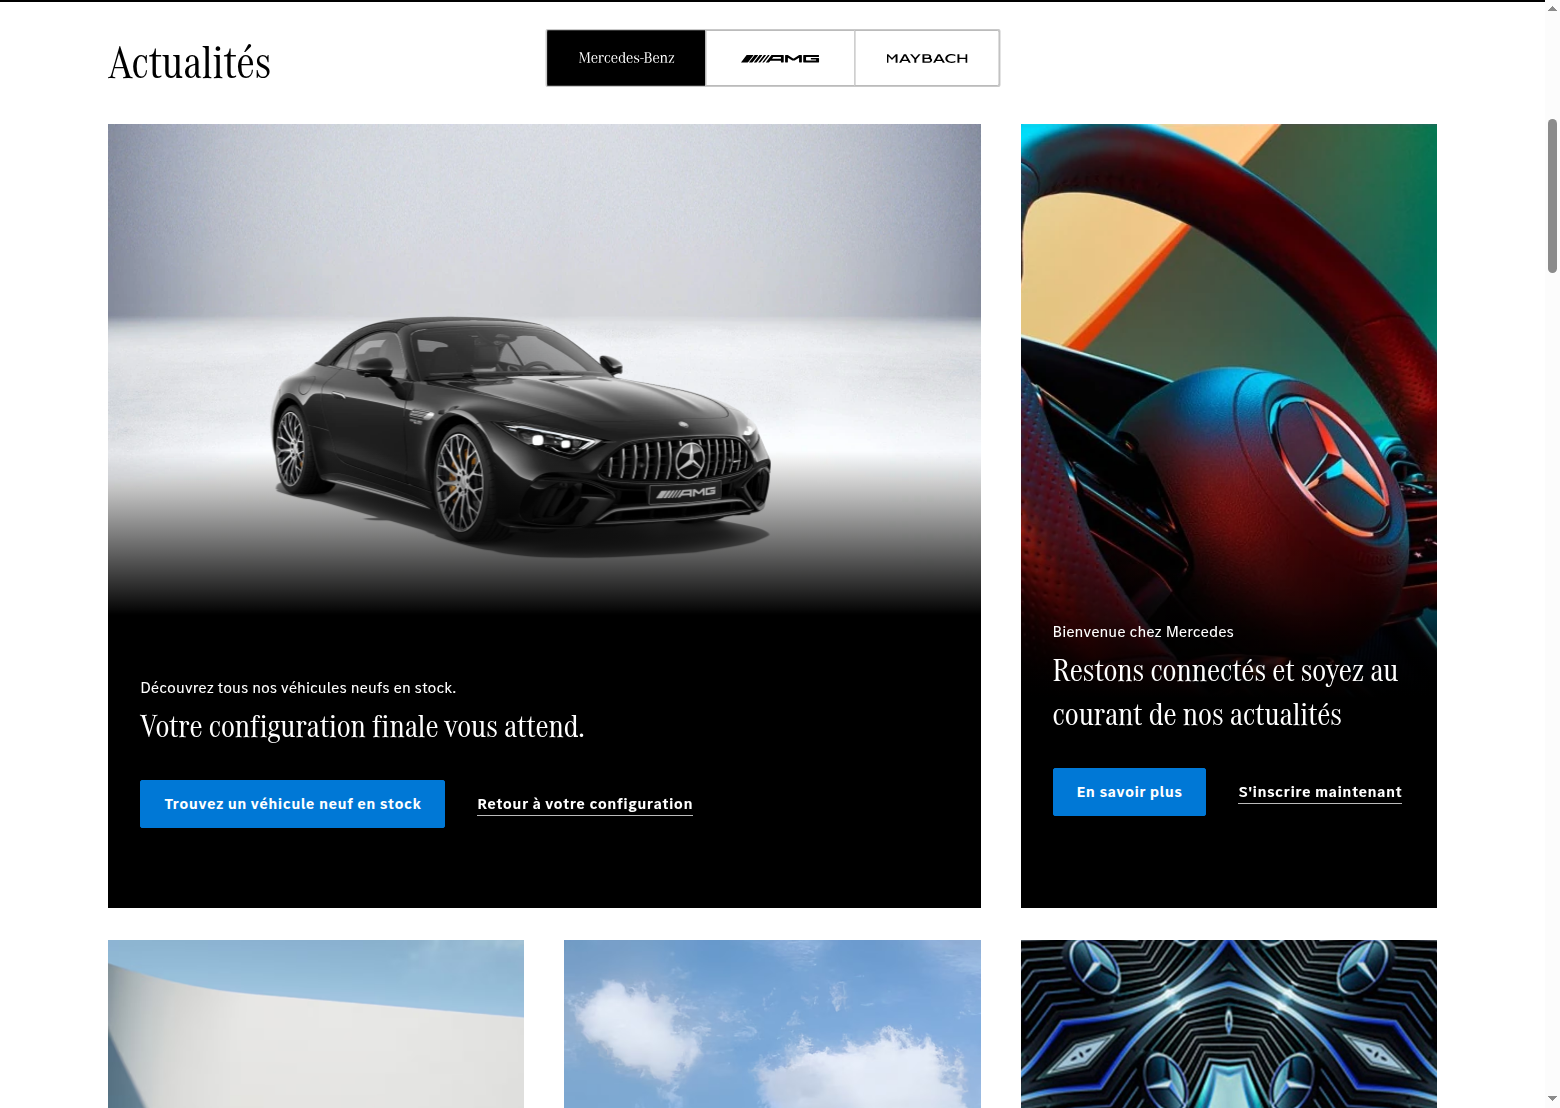 Actualités
Mercedes-Benz
AMG
MAYBACH
AMG
Découvrez tous nos véhicules neufs en stock.
Votre configuration finale vous attend.
Trouvez un véhicule neuf en stock
Retour à votre configuration
Bienvenue chez Mercedes
Restons connectés et soyez au
courant de nos actualités
En savoir plus
S'inscrire maintenant